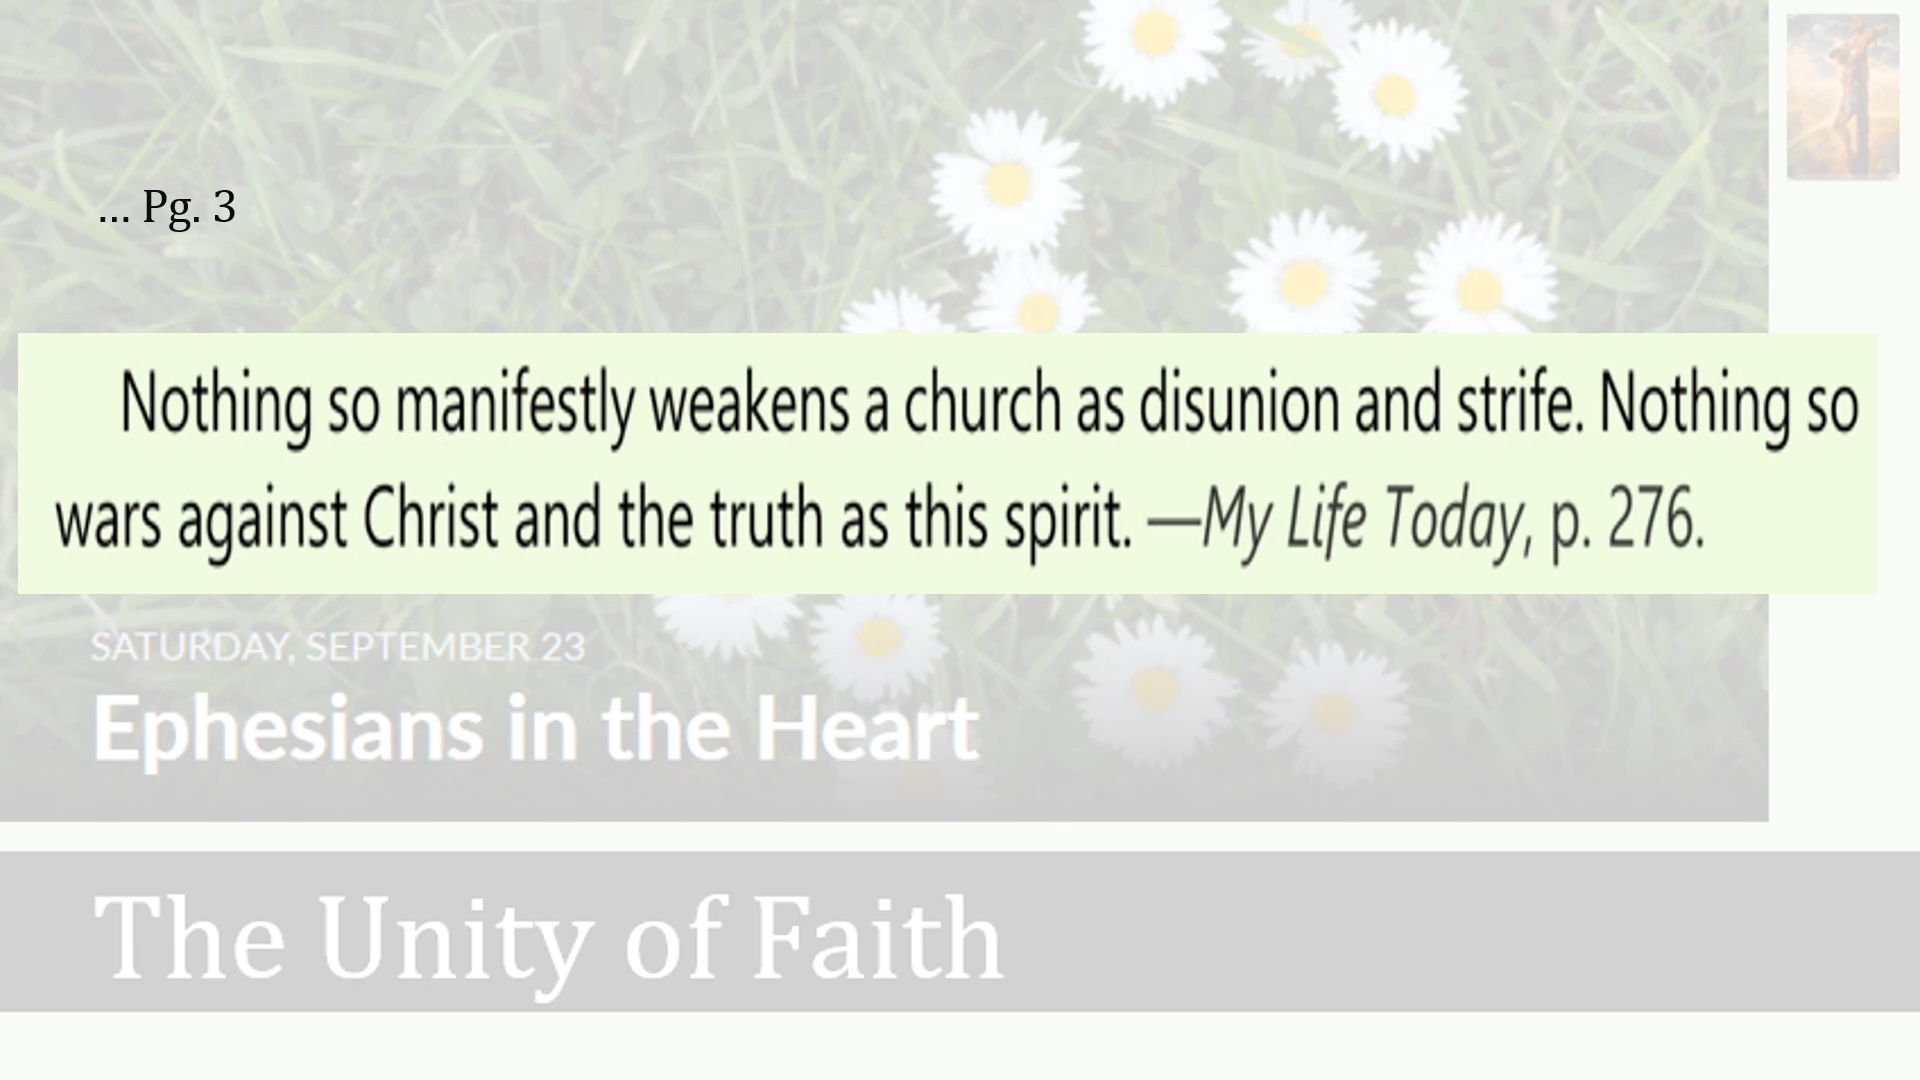 ... Pg. 3
Nothing so manifestly weakens a church as disunion and strife. Nothing so
wars against Christ and the truth as this spirit. —My Life Today, p. 276.
SATURDAY, SEPTEMBER 23
Ephesians in the Heart
The Unity of Faith